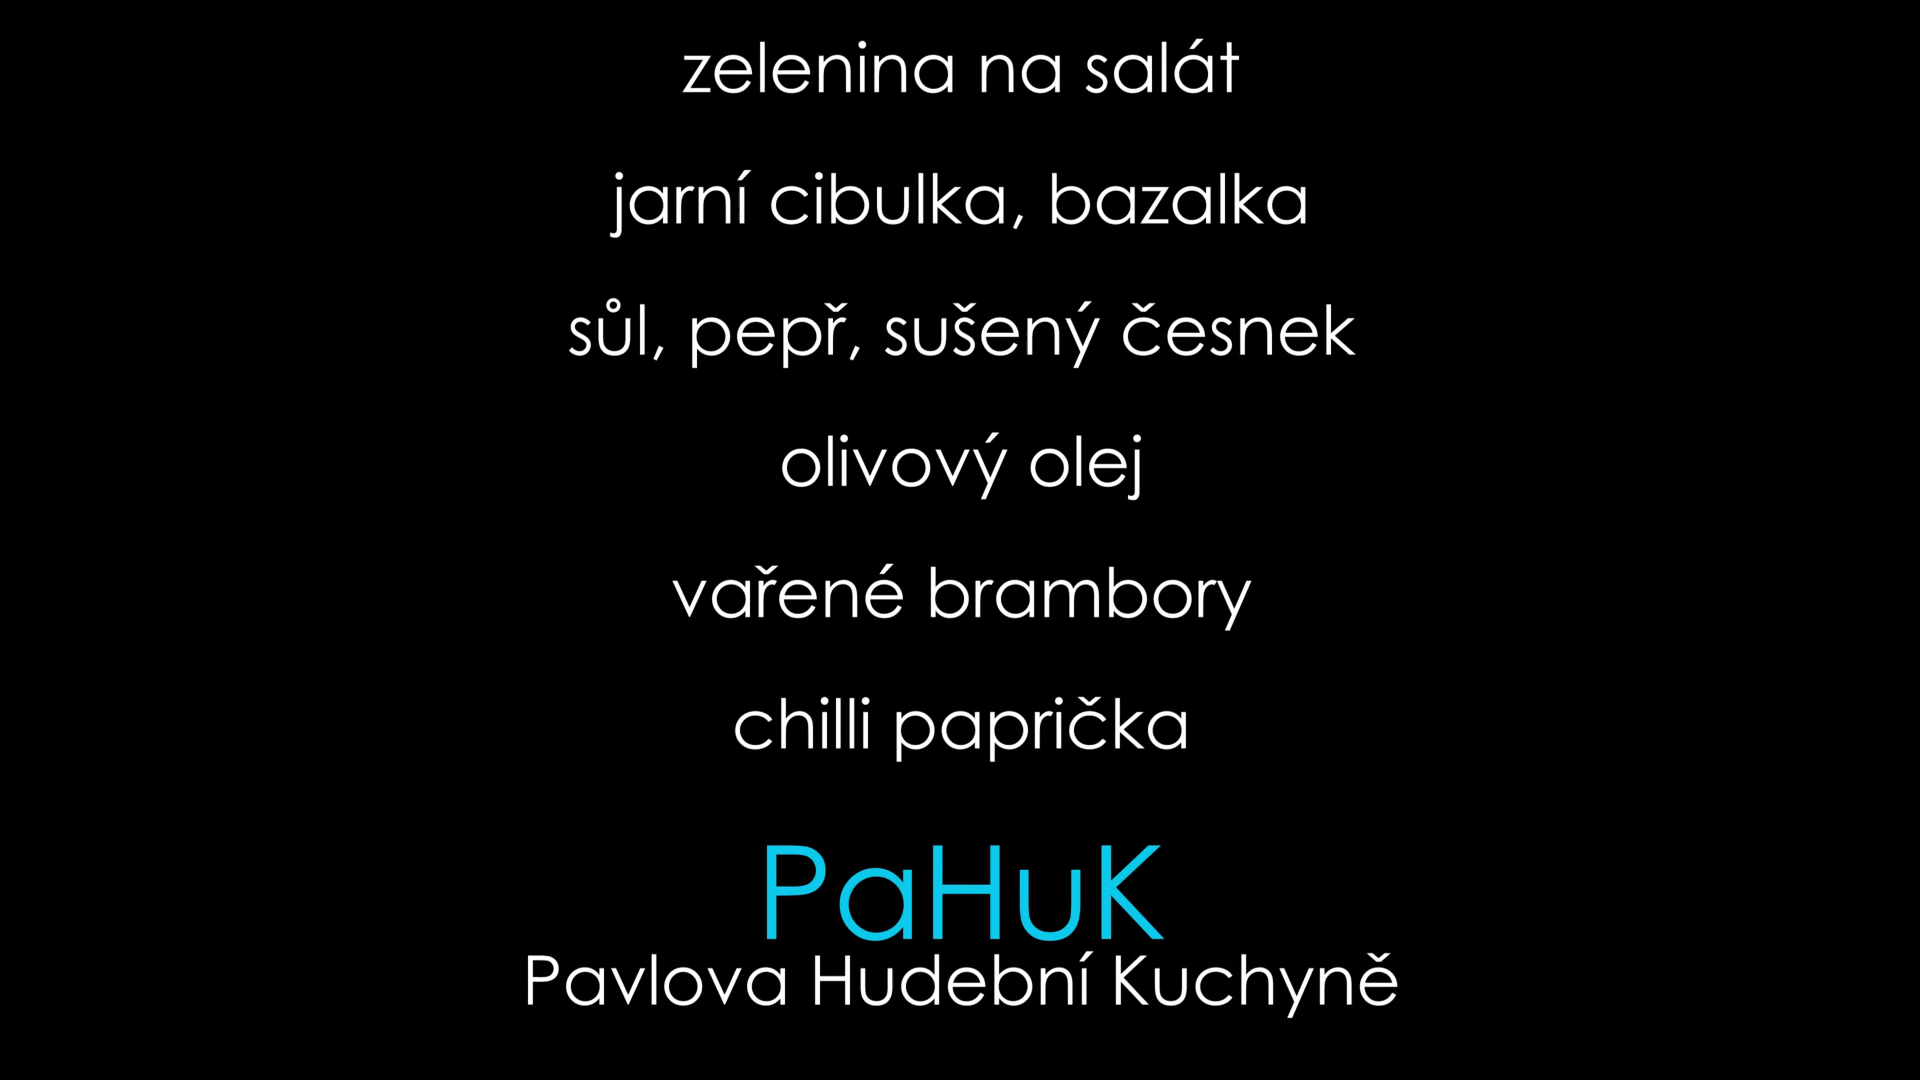 zelenina na salát
jarní cibulka, bazalka
sůl, pepř, sušený česnek
olivový olej
vařené brambory
chilli paprička
PaHuK
Pavlova Hudební Kuchyně